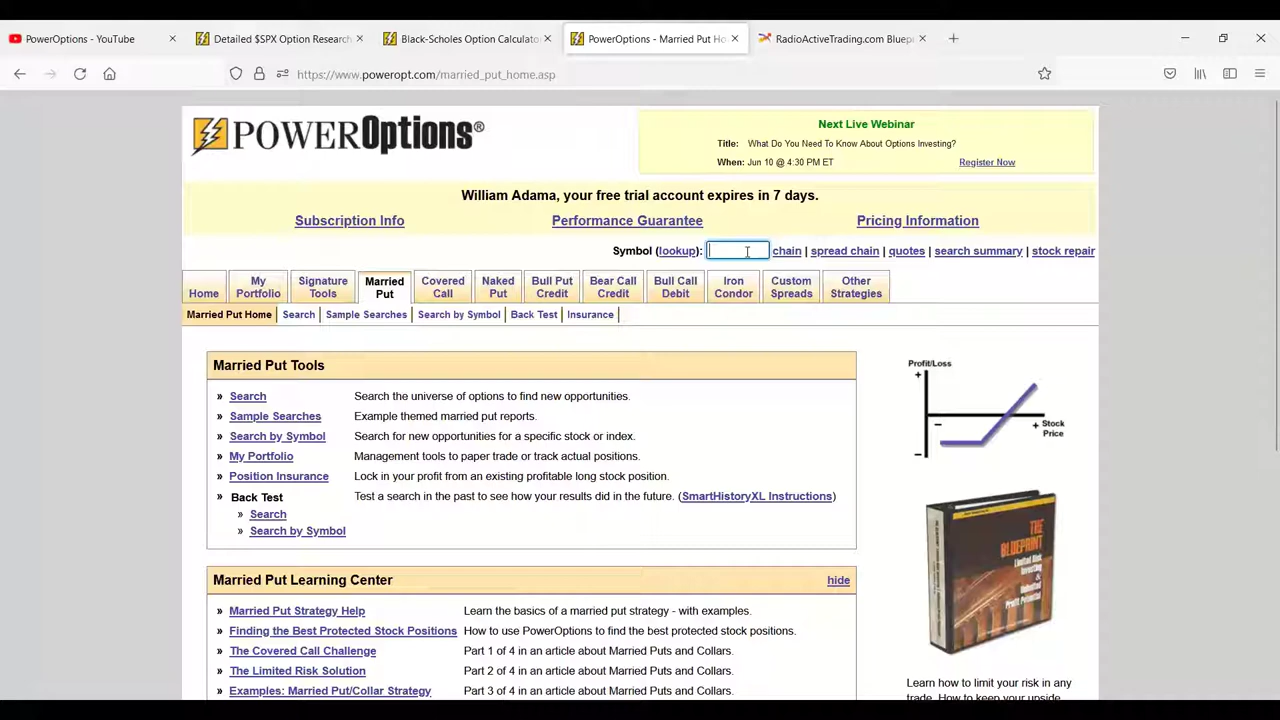 PowerOptions - YouTube
Detailed $SPX Option Research
Black-Scholes Option Calculator
PowerOptions - Married Put Ho
RadioActiveTrading.com Bluepr
https://www.poweropt.com/married_put_home.asp
POWEROptions®
Next Live Webinar
Title: What Do You Need To Know About Options Investing?
When: Jun 10 @ 4:30 PM ET Register Now
William Adama, your free trial account expires in 7 days.
Subscription Info Performance Guarantee Pricing Information
Symbol (lookup): chain | spread chain | quotes | search summary | stock repair
Home
My Portfolio
Signature Tools
Married Put
Covered Call
Naked Put
Bull Put Credit
Bear Call Credit
Bull Call Debit
Iron Condor
Custom Spreads
Other Strategies
Married Put Home | Search | Sample Searches | Search by Symbol | Back Test | Insurance |
Married Put Tools
» Search Search the universe of options to find new opportunities.
» Sample Searches Example themed married put reports.
» Search by Symbol Search for new opportunities for a specific stock or index.
» My Portfolio Management tools to paper trade or track actual positions.
» Position Insurance Lock in your profit from an existing profitable long stock position.
» Back Test Test a search in the past to see how your results did in the future. (SmartHistoryXL Instructions)
» Search
» Search by Symbol
Profit/Loss
+
−
+ Stock Price
−
THE BLUEPRINT
Limited Risk Investing
&
Unlimited Profit Potential
Married Put Learning Center hide
» Married Put Strategy Help Learn the basics of a married put strategy - with examples.
» Finding the Best Protected Stock Positions How to use PowerOptions to find the best protected stock positions.
» The Covered Call Challenge Part 1 of 4 in an article about Married Puts and Collars.
» The Limited Risk Solution Part 2 of 4 in an article about Married Puts and Collars.
» Examples: Married Put/Collar Strategy Part 3 of 4 in an article about Married Puts and Collars.
Learn how to limit your risk in any
trade. How to keep your upside